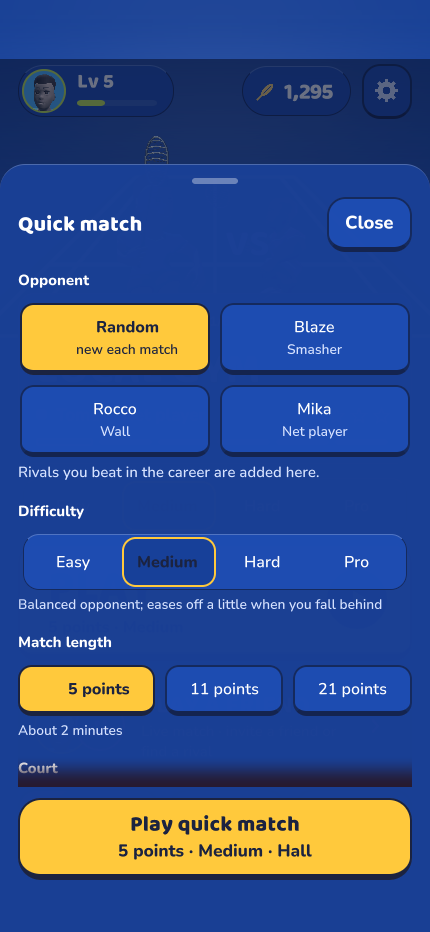 Lv 5
1,295
Quick match
Close
Opponent
Random
new each match
Blaze
Smasher
Rocco
Wall
Mika
Net player
Rivals you beat in the career are added here.
Difficulty
Easy
Medium
Hard
Pro
Balanced opponent; eases off a little when you fall behind
Match length
5 points
11 points
21 points
About 2 minutes
Court
Play quick match
5 points · Medium · Hall